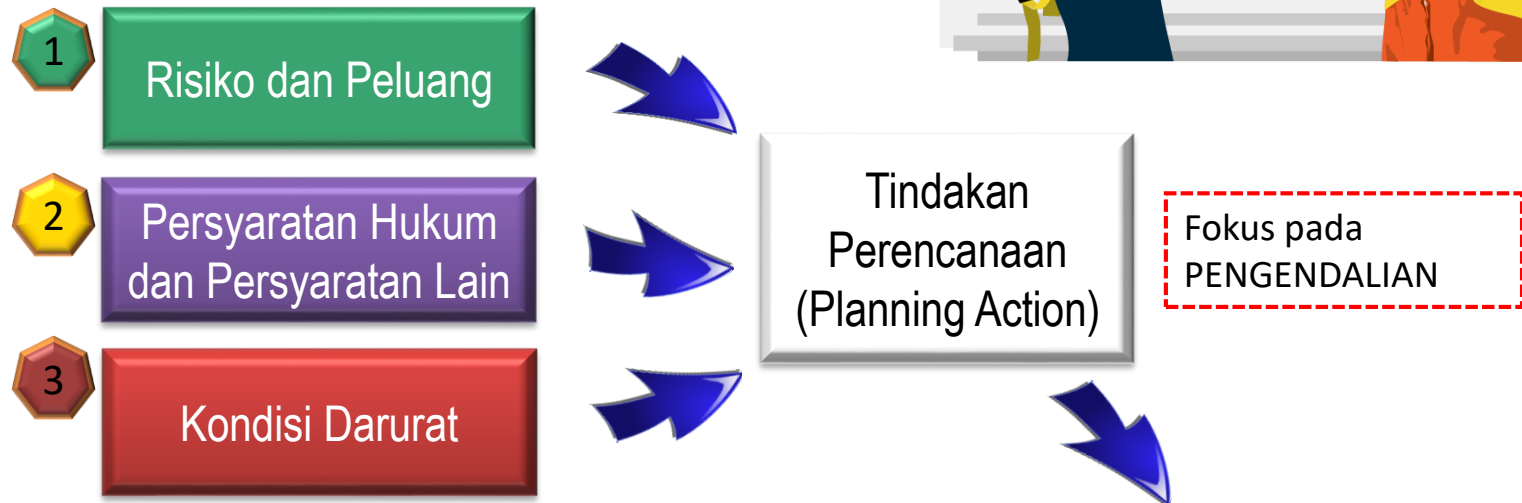 1
Risiko dan Peluang
2
Persyaratan Hukum
dan Persyaratan Lain
3
Kondisi Darurat
Tindakan
Perencanaan
(Planning Action)
Fokus pada
PENGENDALIAN